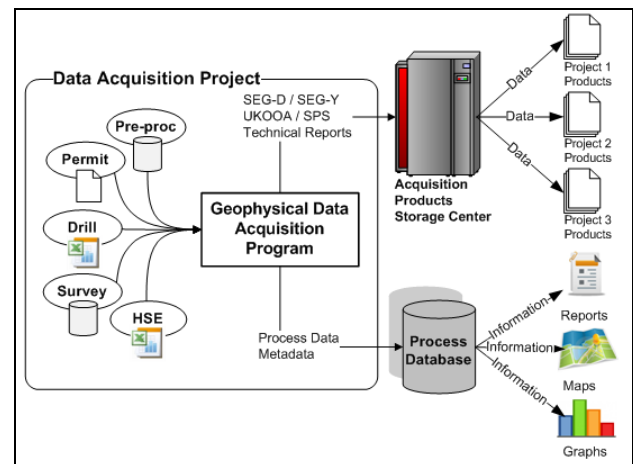 Data Acquisition Project
Pre-proc
Permit
Drill
Survey
HSE
Geophysical Data
Acquisition
Program
SEG-D / SEG-Y
UKOOA / SPS
Technical Reports
Process Data
Metadata
Acquisition
Products
Storage Center
Data
Data
Data
Project 1
Products
Project 2
Products
Project 3
Products
Process
Database
Information
Information
Information
Reports
Maps
Graphs